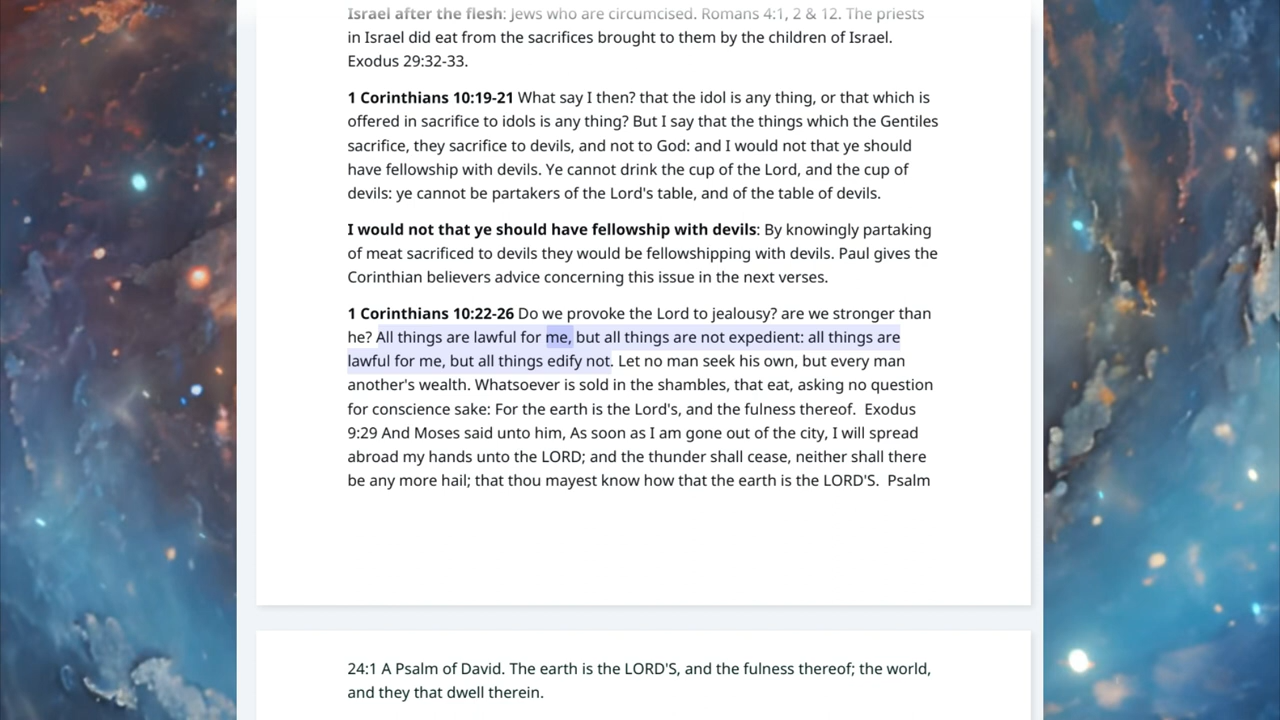 Israel after the flesh: Jews who are circumcised. Romans 4:1, 2 & 12. The priests
in Israel did eat from the sacrifices brought to them by the children of Israel.
Exodus 29:32-33.
1 Corinthians 10:19-21 What say I then? that the idol is any thing, or that which is
offered in sacrifice to idols is any thing? But I say that the things which the Gentiles
sacrifice, they sacrifice to devils, and not to God: and I would not that ye should
have fellowship with devils. Ye cannot drink the cup of the Lord, and the cup of
devils: ye cannot be partakers of the Lord's table, and of the table of devils.
I would not that ye should have fellowship with devils: By knowingly partaking
of meat sacrificed to devils they would be fellowshipping with devils. Paul gives the
Corinthian believers advice concerning this issue in the next verses.
1 Corinthians 10:22-26 Do we provoke the Lord to jealousy? are we stronger than
he? All things are lawful for me, but all things are not expedient: all things are
lawful for me, but all things edify not. Let no man seek his own, but every man
another's wealth. Whatsoever is sold in the shambles, that eat, asking no question
for conscience sake: For the earth is the Lord's, and the fulness thereof.  Exodus
9:29 And Moses said unto him, As soon as I am gone out of the city, I will spread
abroad my hands unto the LORD; and the thunder shall cease, neither shall there
be any more hail; that thou mayest know how that the earth is the LORD'S.  Psalm
24:1 A Psalm of David. The earth is the LORD'S, and the fulness thereof; the world,
and they that dwell therein.